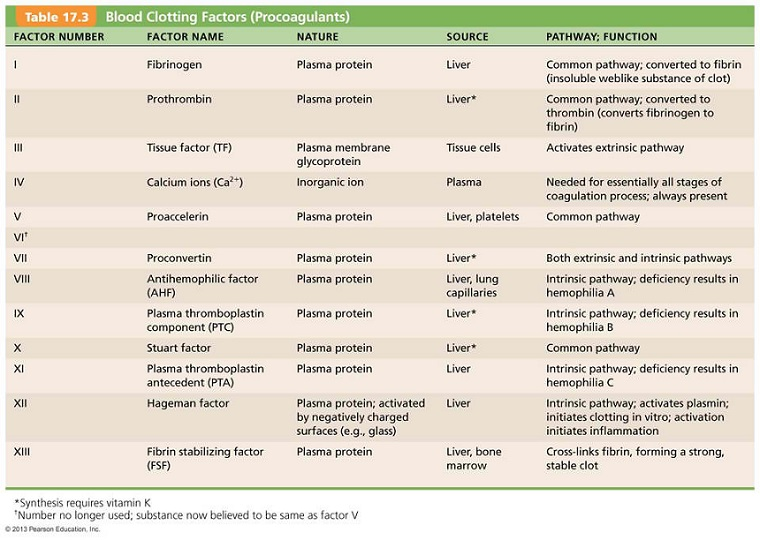 Table 17.3 Blood Clotting Factors (Procoagulants)
FACTOR NUMBER FACTOR NAME NATURE SOURCE PATHWAY; FUNCTION
I Fibrinogen Plasma protein Liver Common pathway; converted to fibrin
(insoluble weblike substance of clot)
II Prothrombin Plasma protein Liver* Common pathway; converted to
thrombin (converts fibrinogen to
fibrin)
III Tissue factor (TF) Plasma membrane Tissue cells Activates extrinsic pathway
glycoprotein
IV Calcium ions (Ca²⁺) Inorganic ion Plasma Needed for essentially all stages of
coagulation process; always present
V Proaccelerin Plasma protein Liver, platelets Common pathway
VI†
VII Proconvertin Plasma protein Liver* Both extrinsic and intrinsic pathways
VIII Antihemophilic factor Plasma protein Liver, lung Intrinsic pathway; deficiency results in
(AHF) capillaries hemophilia A
IX Plasma thromboplastin Plasma protein Liver* Intrinsic pathway; deficiency results in
component (PTC) hemophilia B
X Stuart factor Plasma protein Liver* Common pathway
XI Plasma thromboplastin Plasma protein Liver Intrinsic pathway; deficiency results in
antecedent (PTA) hemophilia C
XII Hageman factor Plasma protein; activated Liver Intrinsic pathway; activates plasmin;
by negatively charged initiates clotting in vitro; activation
surfaces (e.g., glass) initiates inflammation
XIII Fibrin stabilizing factor Plasma protein Liver, bone Cross-links fibrin, forming a strong,
(FSF) marrow stable clot
*Synthesis requires vitamin K
†Number no longer used; substance now believed to be same as factor V
© 2013 Pearson Education, Inc.